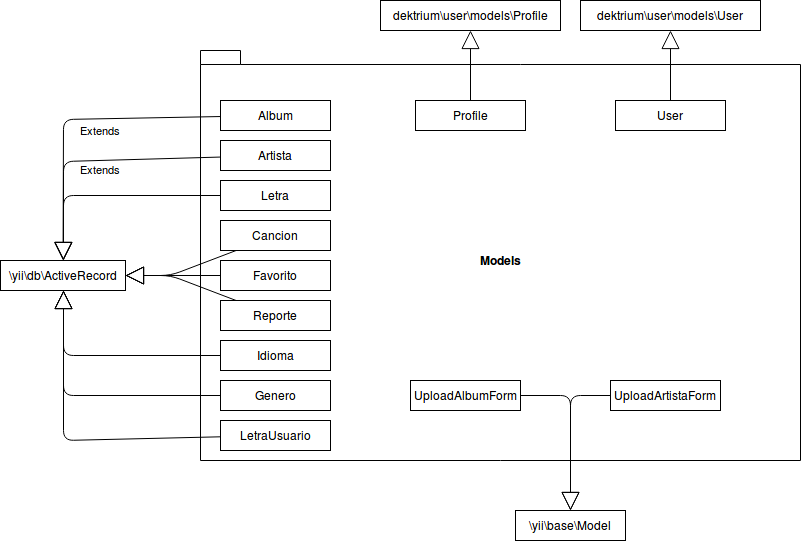 dektrium\user\models\Profile
dektrium\user\models\User
Album
Profile
User
Extends
Artista
Extends
Letra
Cancion
Models
\yii\db\ActiveRecord
Favorito
Reporte
Idioma
Genero
UploadAlbumForm
UploadArtistaForm
LetraUsuario
\yii\base\Model